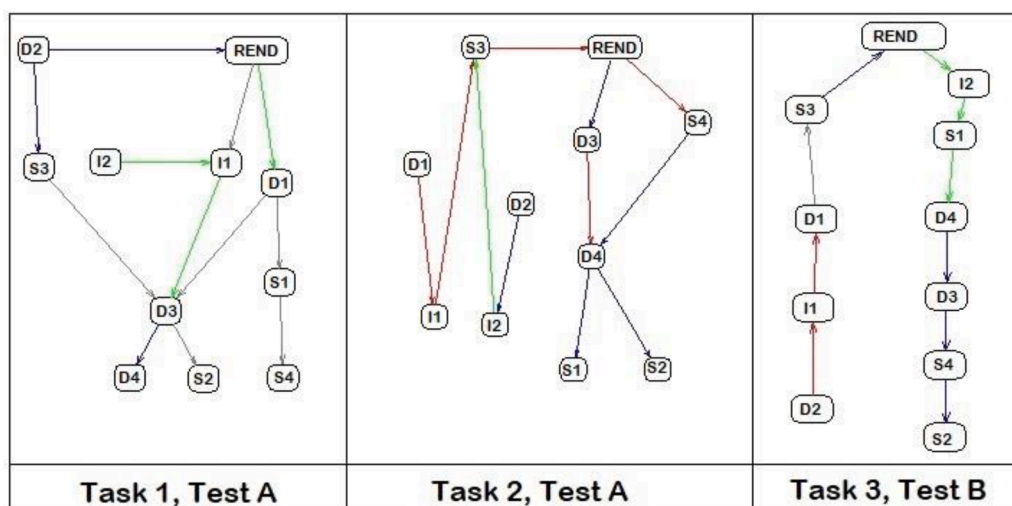 D2
REND
S3
I2
I1
D1
S1
D3
D4
S2
S4
Task 1, Test A
S3
REND
D3
S4
D1
D2
D4
I1
I2
S1
S2
Task 2, Test A
REND
I2
S3
S1
D1
D4
I1
D3
S4
D2
S2
Task 3, Test B